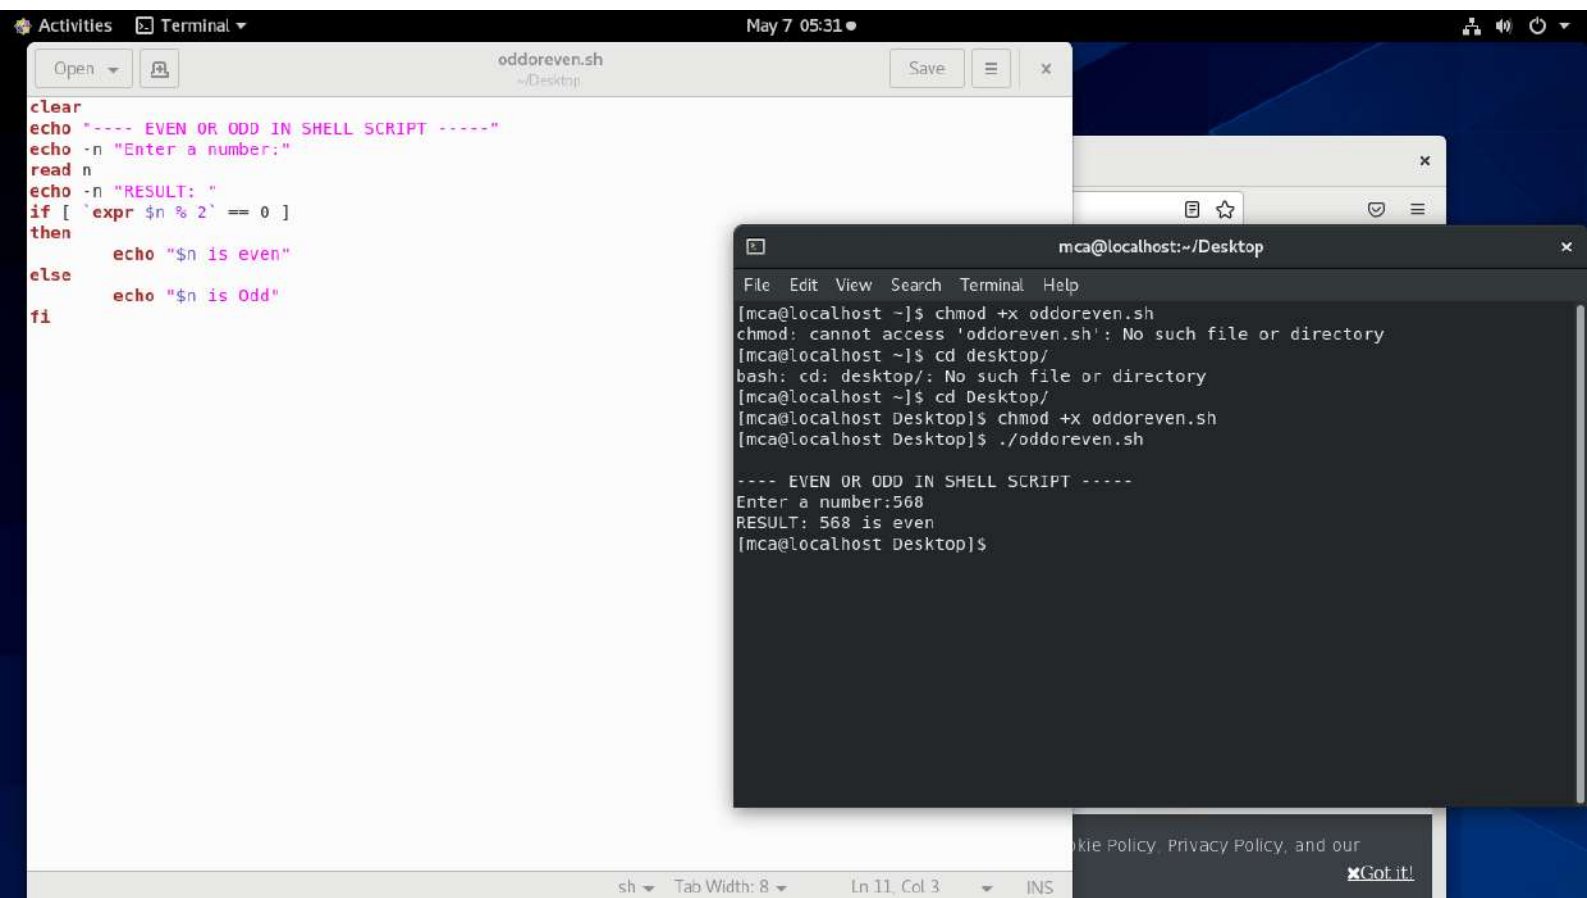 Activities Terminal May 7 05:31
Open oddoreven.sh Save
~/Desktop
clear
echo "---- EVEN OR ODD IN SHELL SCRIPT -----"
echo -n "Enter a number:"
read n
echo -n "RESULT: "
if [ `expr $n % 2` == 0 ]
then
echo "$n is even"
else
echo "$n is Odd"
fi
sh Tab Width: 8 Ln 11, Col 3 INS
mca@localhost:~/Desktop
File Edit View Search Terminal Help
[mca@localhost ~]$ chmod +x oddoreven.sh
chmod: cannot access 'oddoreven.sh': No such file or directory
[mca@localhost ~]$ cd desktop/
bash: cd: desktop/: No such file or directory
[mca@localhost ~]$ cd Desktop/
[mca@localhost Desktop]$ chmod +x oddoreven.sh
[mca@localhost Desktop]$ ./oddoreven.sh
---- EVEN OR ODD IN SHELL SCRIPT -----
Enter a number:568
RESULT: 568 is even
[mca@localhost Desktop]$
kie Policy, Privacy Policy, and our
Got it!